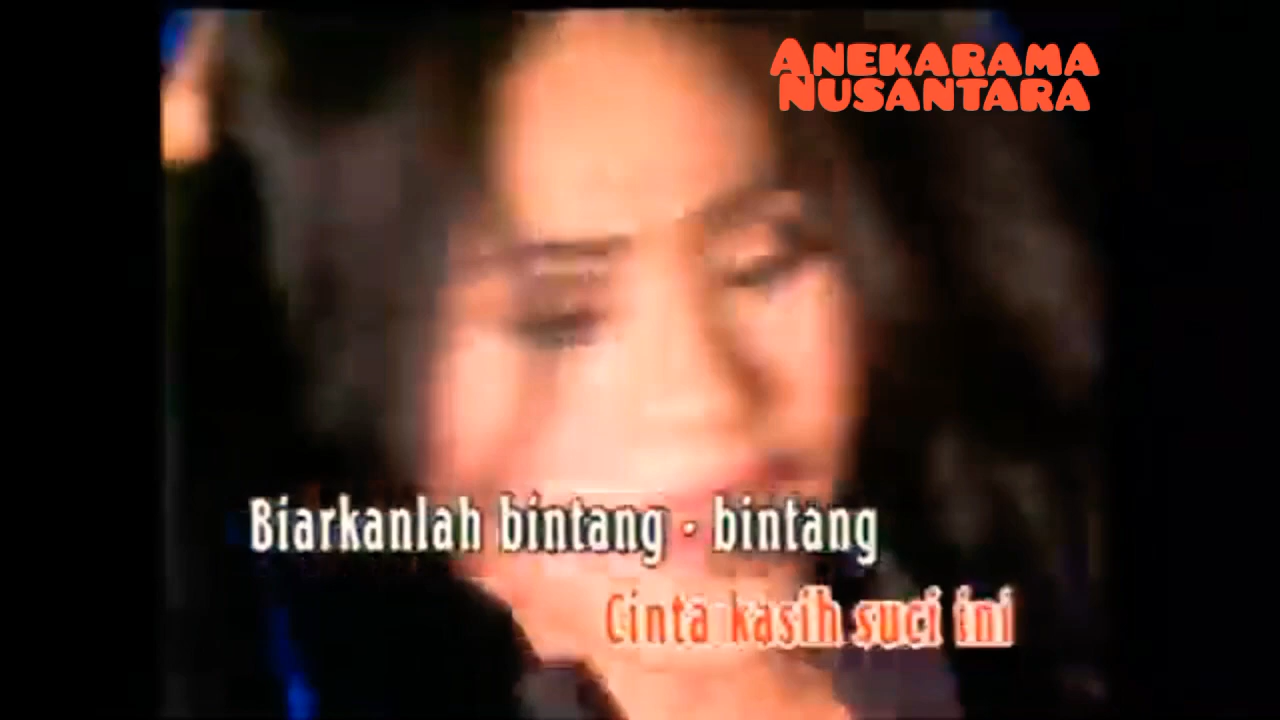 ANEKARAMA
NUSANTARA
Biarkanlah bintang - bintang
Cinta kasih suci ini